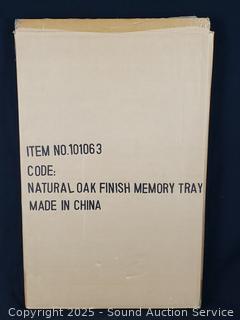 ITEM NO.101063
CODE:
NATURAL OAK FINISH MEMORY TRAY
MADE IN CHINA
Copyright 2025 - Sound Auction Service